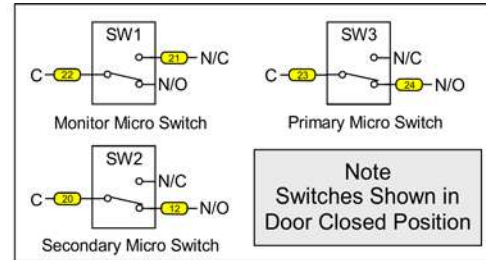 SW1
21 N/C
C 22
N/O
Monitor Micro Switch
SW3
N/C
C 23
24 N/O
Primary Micro Switch
SW2
N/C
C 20
12 N/O
Secondary Micro Switch
Note
Switches Shown in
Door Closed Position